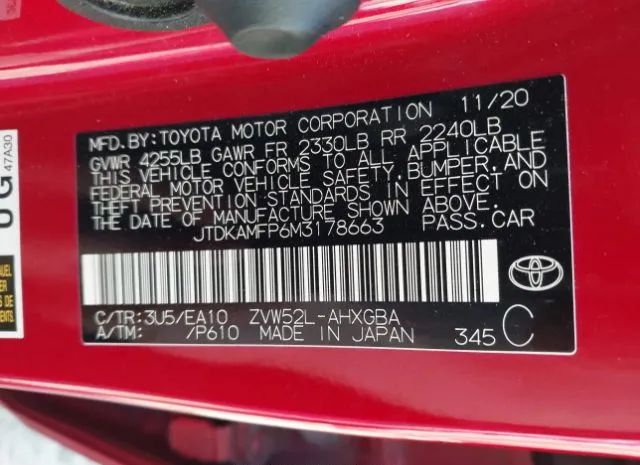 MFD. BY: TOYOTA MOTOR CORPORATION 11/20
GVWR 4255LB GAWR FR 2330LB RR 2240LB
THIS VEHICLE CONFORMS TO ALL APPLICABLE
FEDERAL MOTOR VEHICLE SAFETY, BUMPER, AND
THEFT PREVENTION STANDARDS IN EFFECT ON
THE DATE OF MANUFACTURE SHOWN ABOVE.
JTDKAMFP6M3178663 PASS. CAR
C/TR: 3U5/EA10 ZVW52L-AHXGBA
A/TM: /P610 MADE IN JAPAN 345 C
47A30
UG